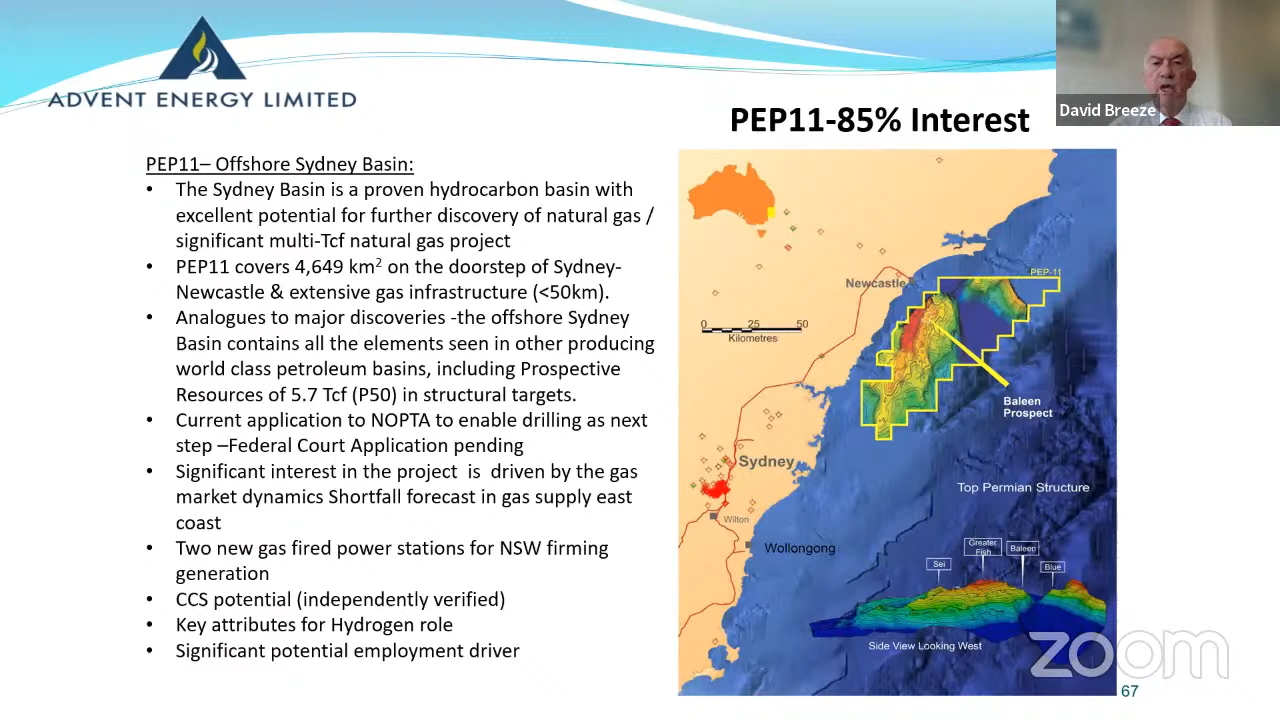 ADVENT ENERGY LIMITED
David Breeze
PEP11-85% Interest
PEP11– Offshore Sydney Basin:
• The Sydney Basin is a proven hydrocarbon basin with
excellent potential for further discovery of natural gas /
significant multi-Tcf natural gas project
• PEP11 covers 4,649 km² on the doorstep of Sydney-
Newcastle & extensive gas infrastructure (<50km).
• Analogues to major discoveries -the offshore Sydney
Basin contains all the elements seen in other producing
world class petroleum basins, including Prospective
Resources of 5.7 Tcf (P50) in structural targets.
• Current application to NOPTA to enable drilling as next
step –Federal Court Application pending
• Significant interest in the project  is  driven by the gas
market dynamics Shortfall forecast in gas supply east
coast
• Two new gas fired power stations for NSW firming
generation
• CCS potential (independently verified)
• Key attributes for Hydrogen role
• Significant potential employment driver
PEP-11
Newcastle
0 25 50
Kilometres
Baleen
Prospect
Sydney
Top Permian Structure
Wilton
Wollongong
Sei
Greater
Fish
Baleen
Blue
Side View Looking West
zoom
67